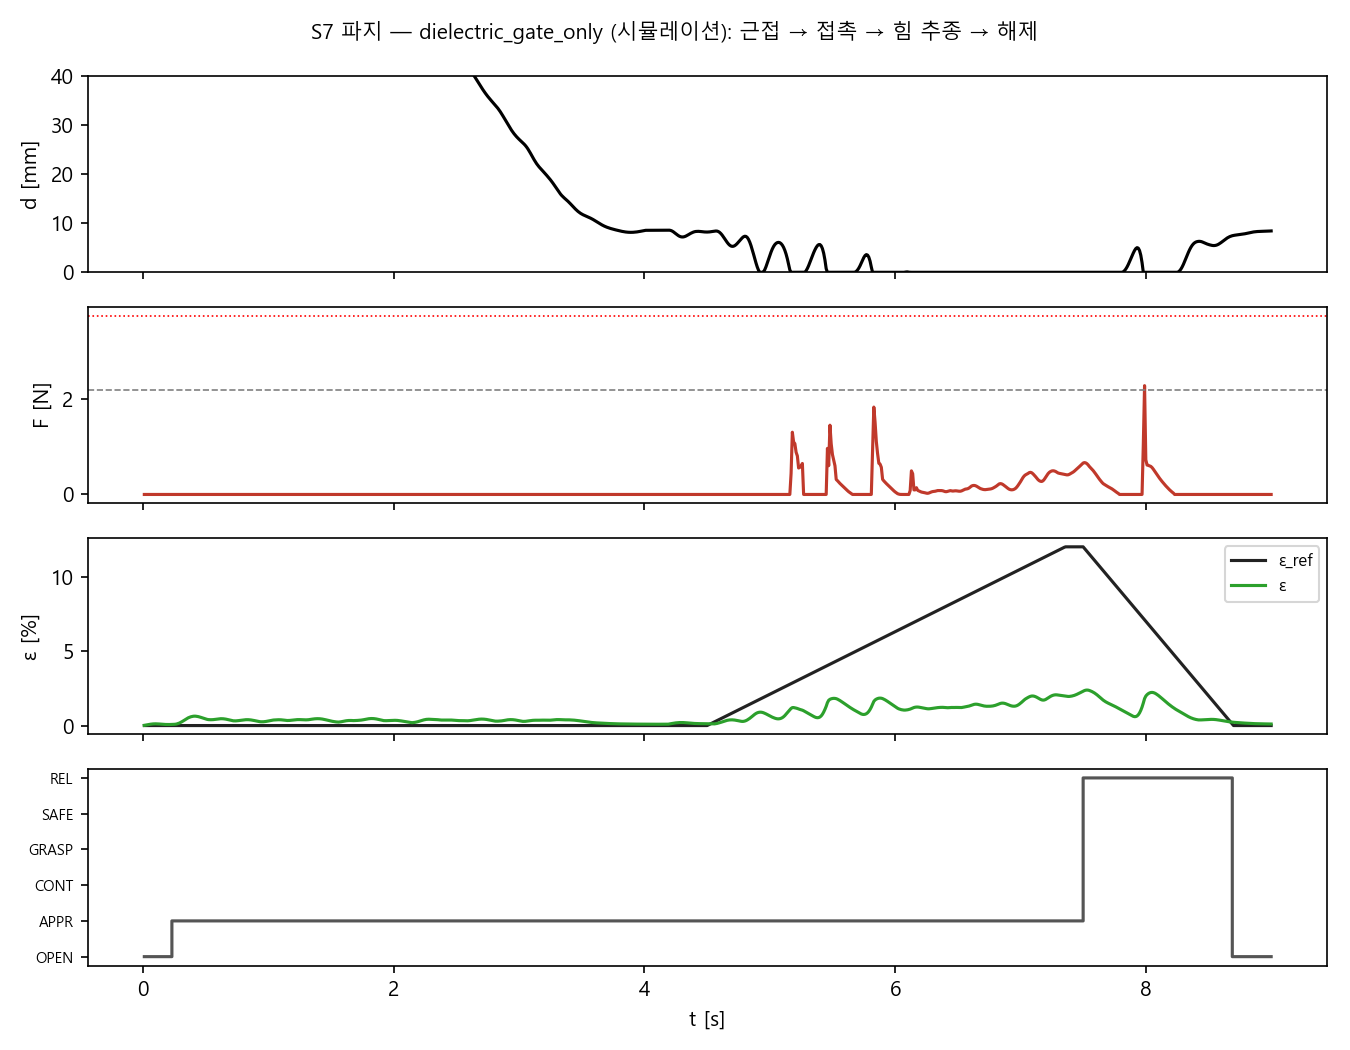 S7 파지 — dielectric_gate_only (시뮬레이션): 근접 → 접촉 → 힘 추종 → 해제
40
30
20
10
0
d [mm]
2
0
F [N]
10
5
0
ε [%]
ε_ref
ε
REL
SAFE
GRASP
CONT
APPR
OPEN
0 2 4 6 8
t [s]